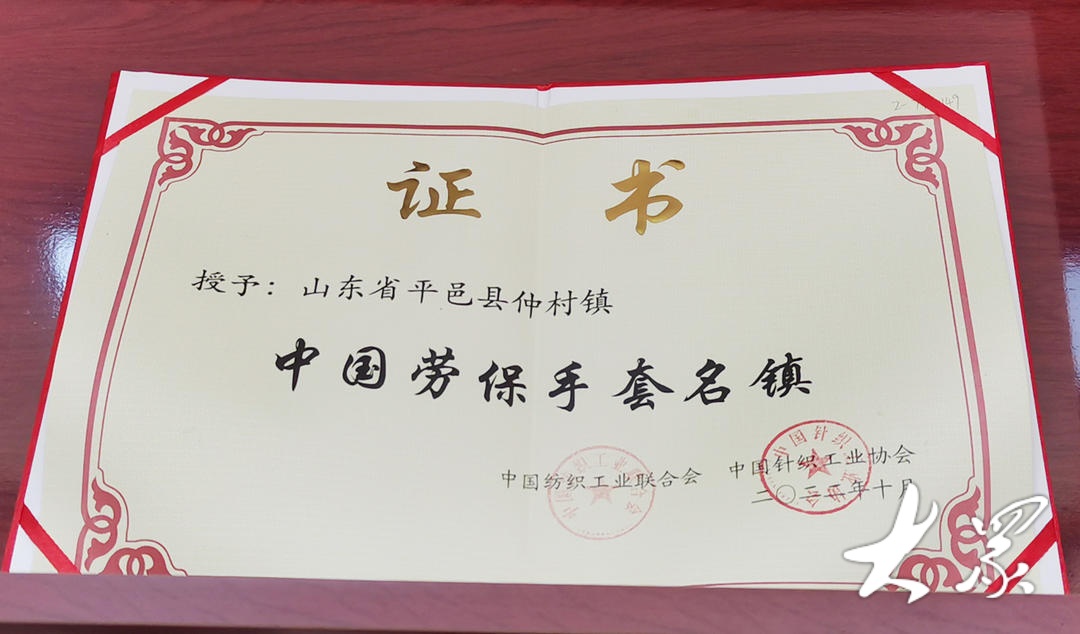 证 书
授予：山东省平邑县仲村镇
中国劳保手套名镇
中国纺织工业联合会 中国针织工业协会
二〇二二年十月
大众